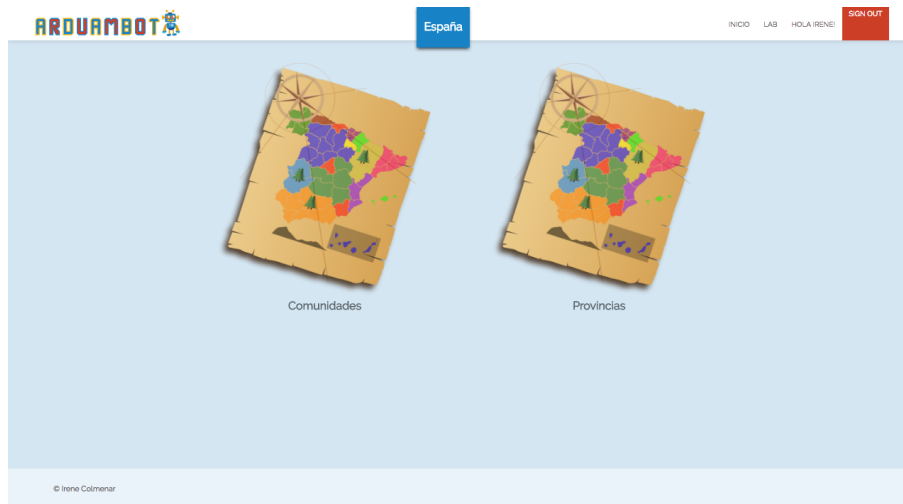 ARDUAMBOT
España
INICIO LAB HOLA IRENE! SIGN OUT
Comunidades Provincias
© Irene Colmenar